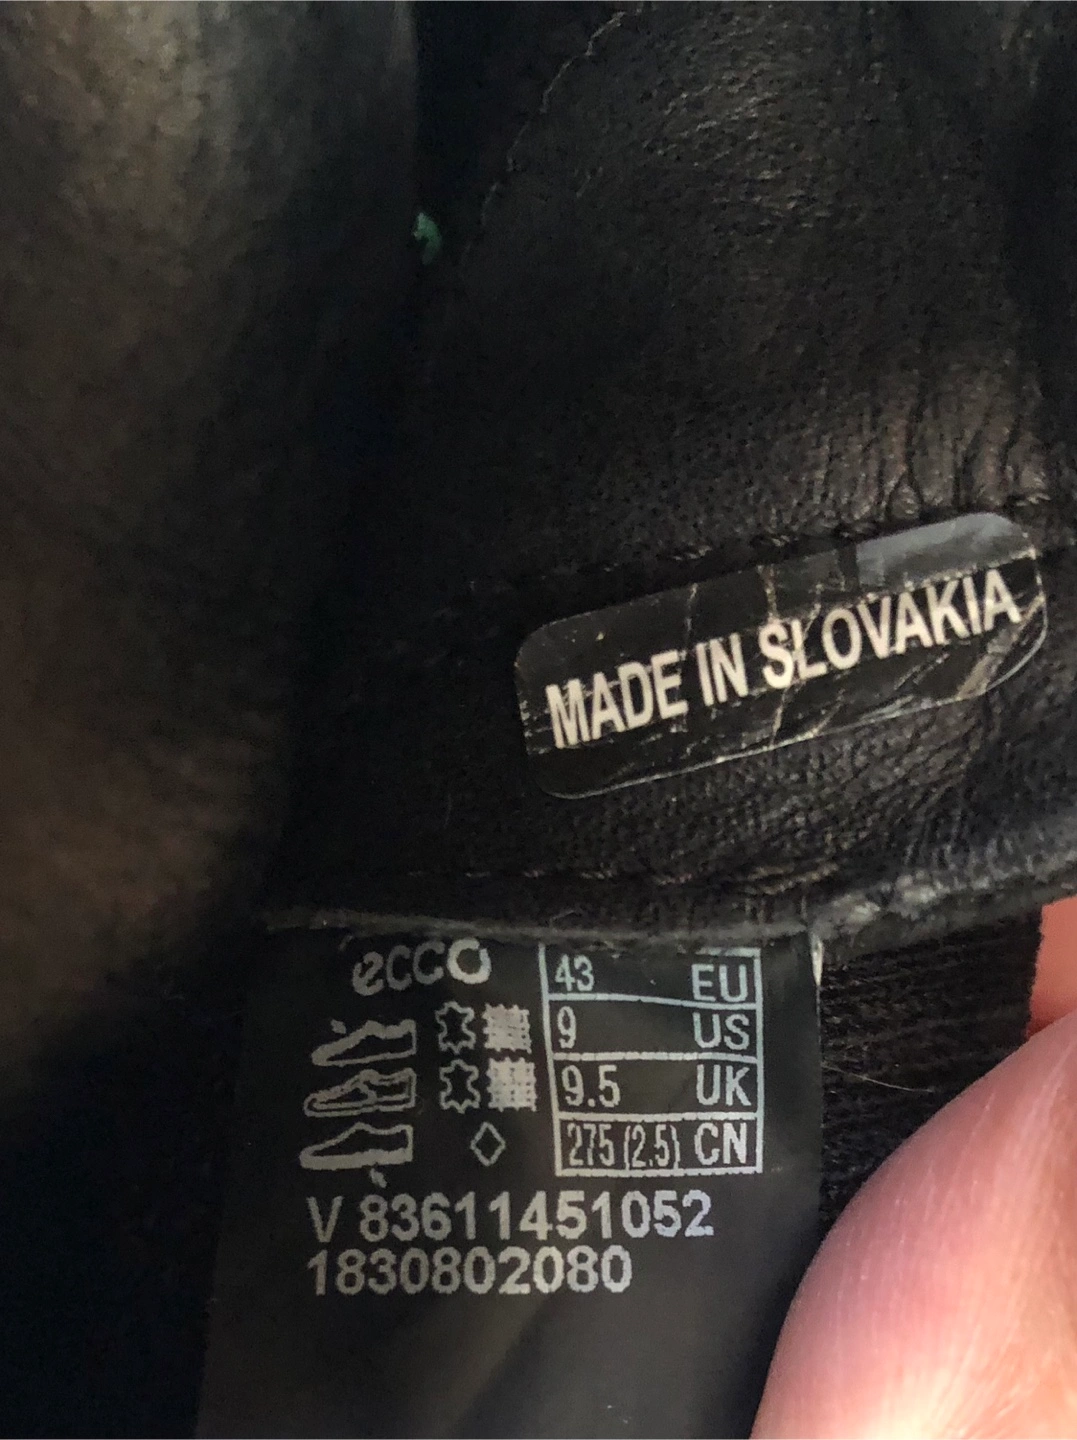 MADE IN SLOVAKIA
ecco
43 EU
9 US
9.5 UK
275 (2.5) CN
V 83611451052
1830802080